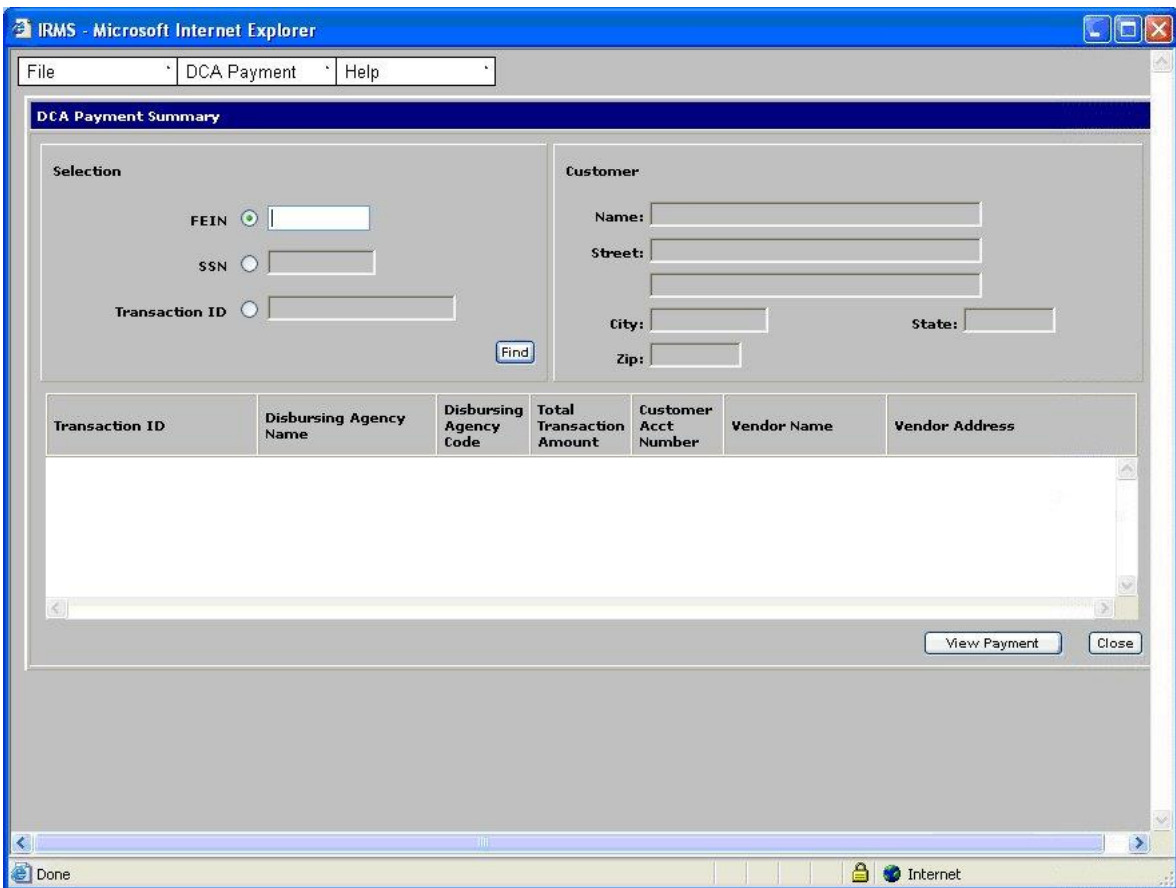 IRMS - Microsoft Internet Explorer
File DCA Payment Help
DCA Payment Summary
Selection
FEIN
SSN
Transaction ID
Find
Customer
Name:
Street:
City: State:
Zip:
Transaction ID
Disbursing Agency
Name
Disbursing
Agency
Code
Total
Transaction
Amount
Customer
Acct
Number
Vendor Name
Vendor Address
View Payment Close
Done Internet